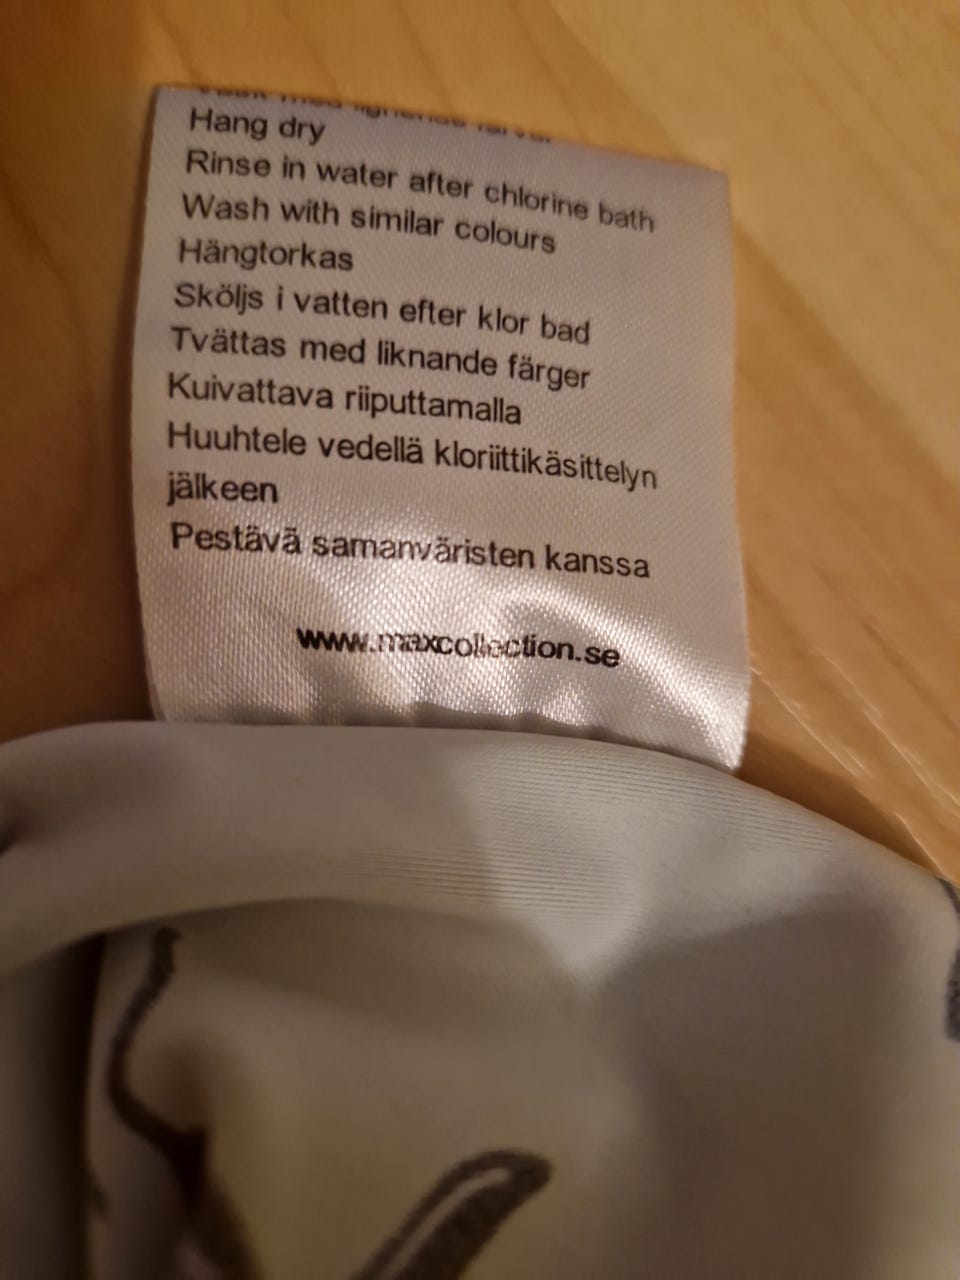 Hang dry
Rinse in water after chlorine bath
Wash with similar colours
Hängtorkas
Sköljs i vatten efter klor bad
Tvättas med liknande färger
Kuivattava riiputtamalla
Huuhtele vedellä kloriittikäsittelyn
jälkeen
Pestävä samanväristen kanssa
www.maxcollection.se